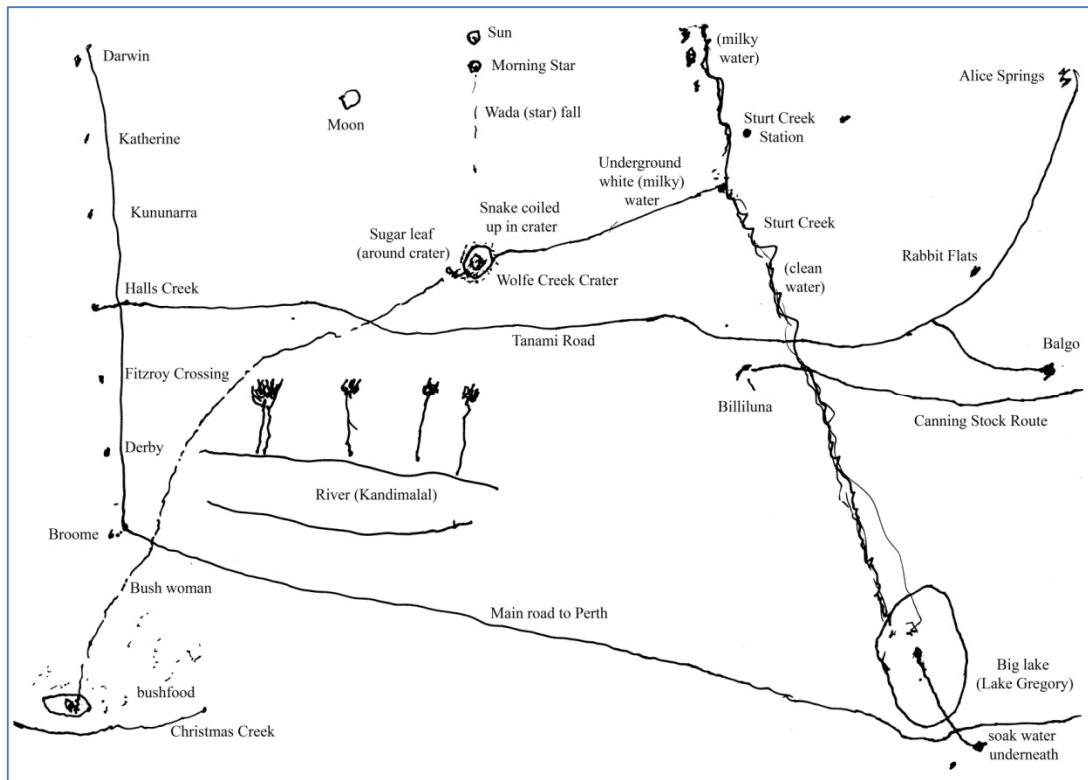 Sun
(milky
water)
Darwin
Morning Star
Alice Springs
Moon
Wada (star) fall
Sturt Creek
Station
Katherine
Underground
white (milky)
water
Kununarra
Snake coiled
up in crater
Sturt Creek
Sugar leaf
(around crater)
Rabbit Flats
(clean
water)
Wolfe Creek Crater
Halls Creek
Tanami Road
Balgo
Fitzroy Crossing
Billiluna
Canning Stock Route
Derby
River (Kandimalal)
Broome
Bush woman
Main road to Perth
Big lake
(Lake Gregory)
bushfood
Christmas Creek
soak water
underneath